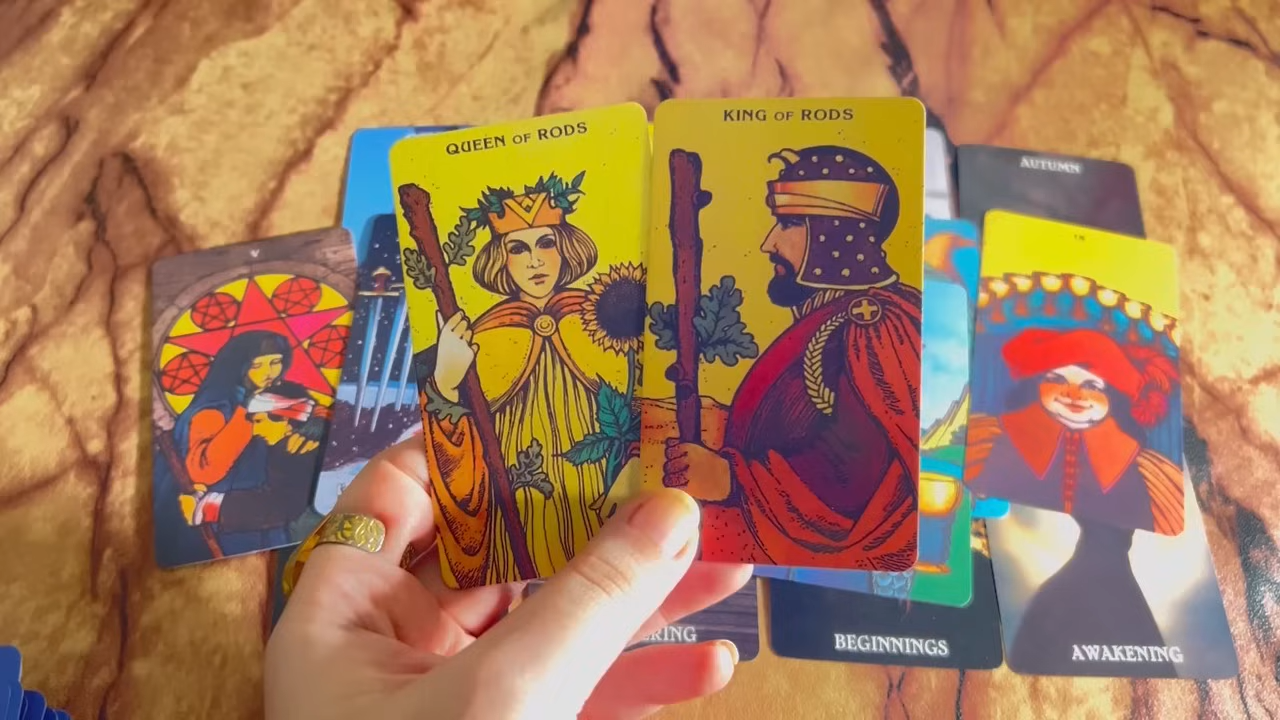 QUEEN OF RODS
KING OF RODS
AUTUMN
V
BEGINNINGS
AWAKENING